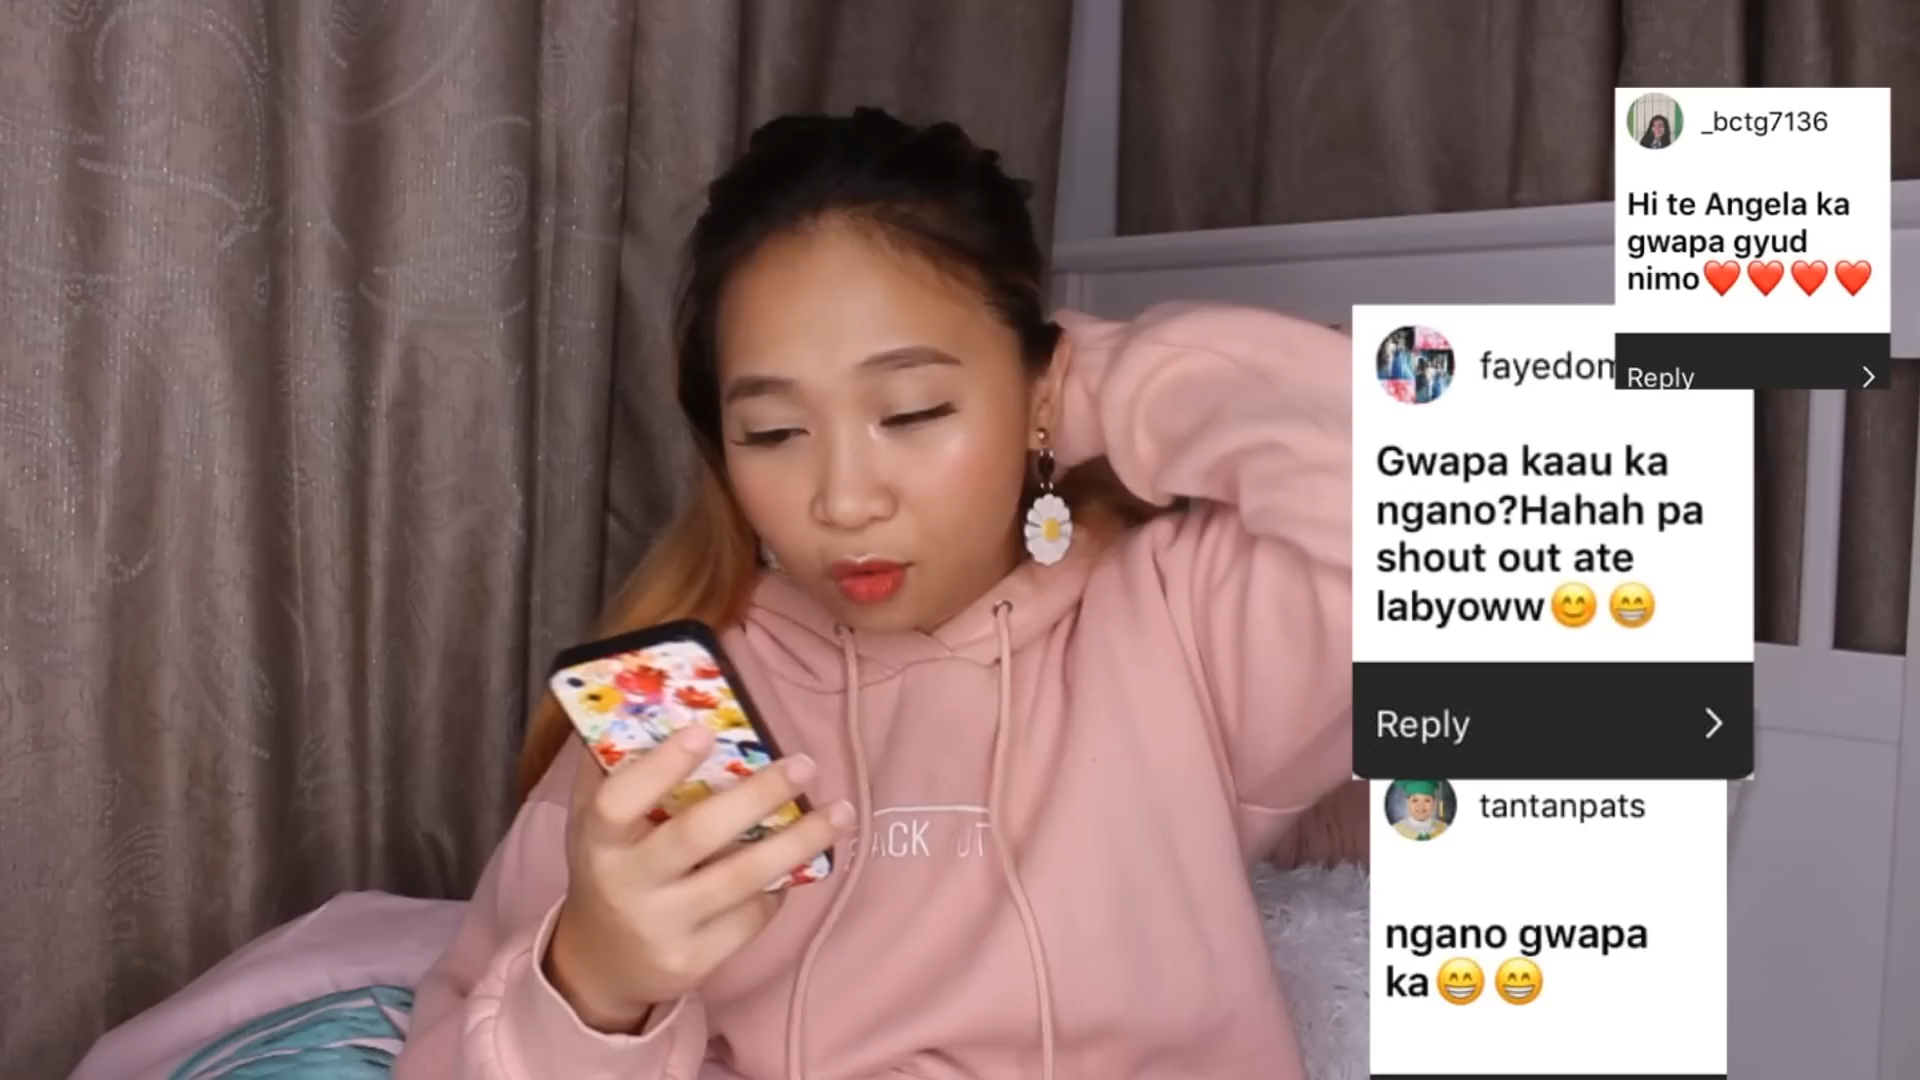 _bctg7136
Hi te Angela ka
gwapa gyud
nimo❤️❤️❤️❤️
Reply
Gwapa kaau ka
ngano?Hahah pa
shout out ate
labyoww😊😁
Reply
tantanpats
ngano gwapa
ka😁😁